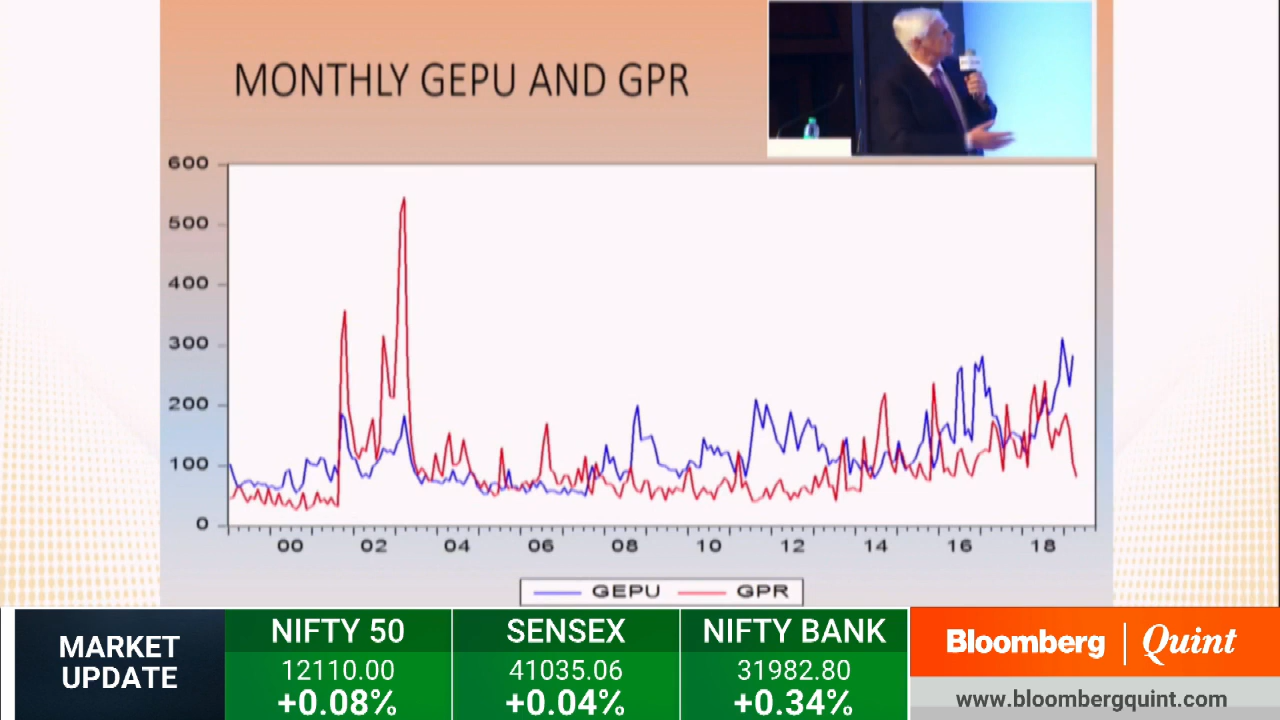 MONTHLY GEPU AND GPR
600
500
400
300
200
100
0
00 02 04 06 08 10 12 14 16 18
GEPU GPR
MARKET UPDATE
NIFTY 50
12110.00
+0.08%
SENSEX
41035.06
+0.04%
NIFTY BANK
31982.80
+0.34%
Bloomberg | Quint
www.bloombergquint.com